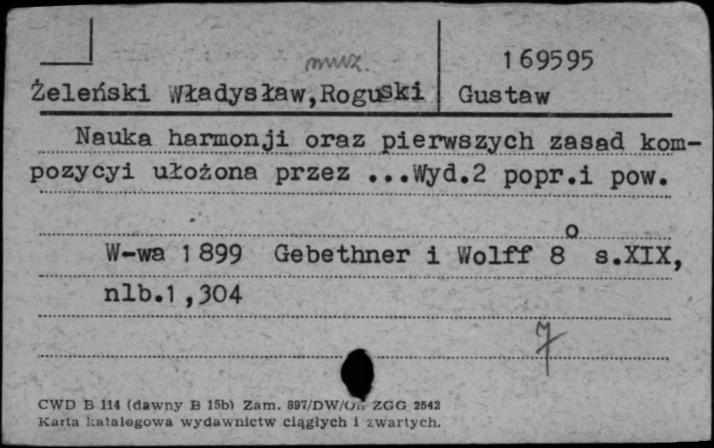 muz. 169595
Żeleński Władysław,Roguski Gustaw
Nauka harmonji oraz pierwszych zasad kom-
pozycyi ułożona przez ...Wyd.2 popr.i pow.
W-wa 1899 Gebethner i Wolff 8° s.XIX,
nlb.1,304
7
CWD B 114 (dawny B 15b) Zam. 897/DW/ ZGG 2542
Karta katalogowa wydawnictw ciągłych i zwartych.